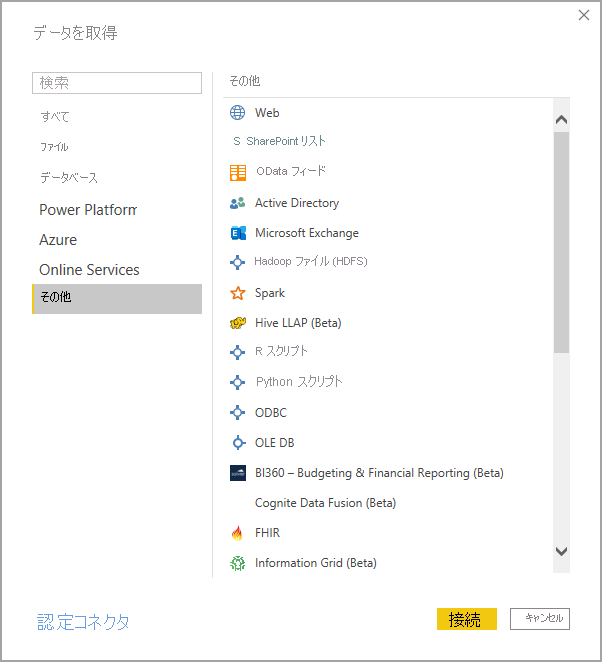 データを取得
検索
すべて
ファイル
データベース
Power Platform
Azure
Online Services
その他
その他
Web
S SharePoint リスト
OData フィード
Active Directory
Microsoft Exchange
Hadoop ファイル (HDFS)
Spark
Hive LLAP (Beta)
R スクリプト
Python スクリプト
ODBC
OLE DB
BI360 – Budgeting & Financial Reporting (Beta)
Cognite Data Fusion (Beta)
FHIR
Information Grid (Beta)
認定コネクタ
接続
キャンセル